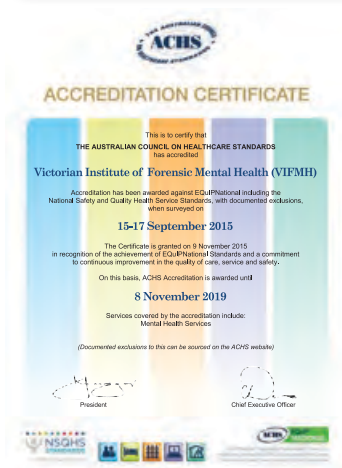 THE AUSTRALIAN COUNCIL
ACHS
ON HEALTHCARE STANDARDS
ACCREDITATION CERTIFICATE
This is to certify that
THE AUSTRALIAN COUNCIL ON HEALTHCARE STANDARDS
has accredited
Victorian Institute of Forensic Mental Health (VIFMH)
Accreditation has been awarded against EQuIPNational including the
National Safety and Quality Health Service Standards, with documented exclusions,
when surveyed on
15-17 September 2015
The Certificate is granted on 9 November 2015
in recognition of the achievement of EQuIPNational Standards and a commitment
to continuous improvement in the quality of care, service and safety.
On this basis, ACHS Accreditation is awarded until
8 November 2019
Services covered by the accreditation include:
Mental Health Services
(Documented exclusions to this can be sourced on the ACHS website)
President
Chief Executive Officer
NSQHS
STANDARDS
ACHS